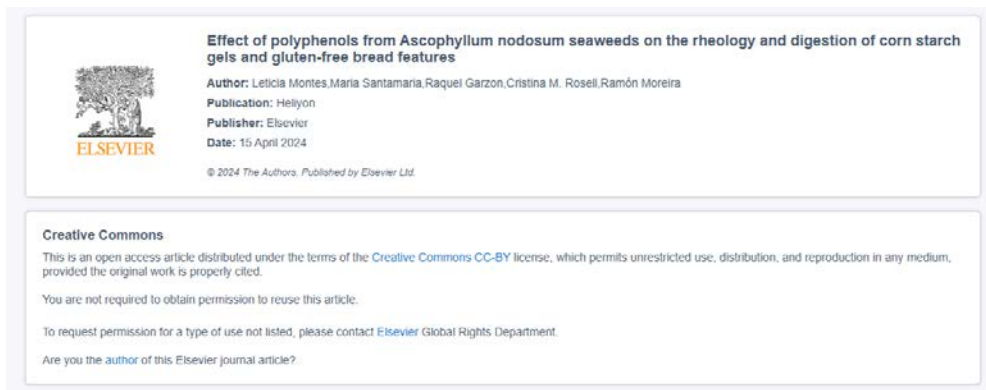 Effect of polyphenols from Ascophyllum nodosum seaweeds on the rheology and digestion of corn starch
gels and gluten-free bread features
Author: Leticia Montes,Maria Santamaria,Raquel Garzon,Cristina M. Rosell,Ramón Moreira
Publication: Heliyon
Publisher: Elsevier
Date: 15 April 2024
© 2024 The Authors. Published by Elsevier Ltd.
ELSEVIER
Creative Commons
This is an open access article distributed under the terms of the Creative Commons CC-BY license, which permits unrestricted use, distribution, and reproduction in any medium,
provided the original work is properly cited.
You are not required to obtain permission to reuse this article.
To request permission for a type of use not listed, please contact Elsevier Global Rights Department.
Are you the author of this Elsevier journal article?